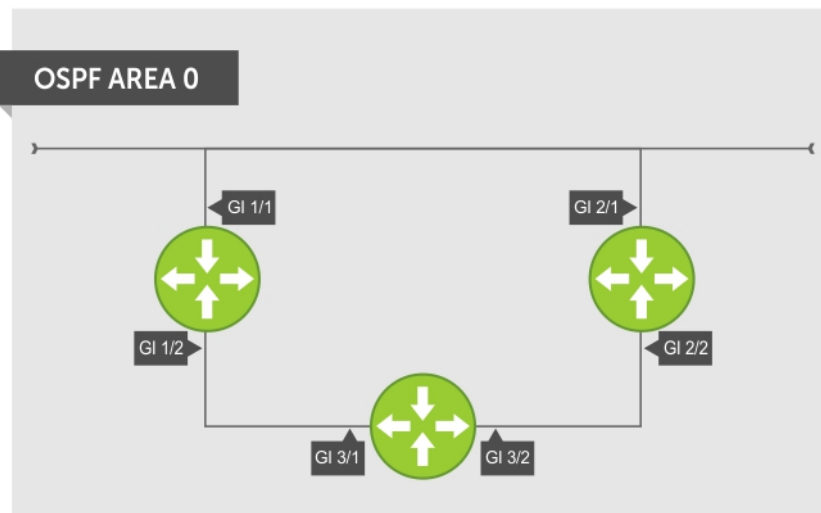 OSPF AREA 0
GI 1/1
GI 2/1
GI 1/2
GI 2/2
GI 3/1
GI 3/2